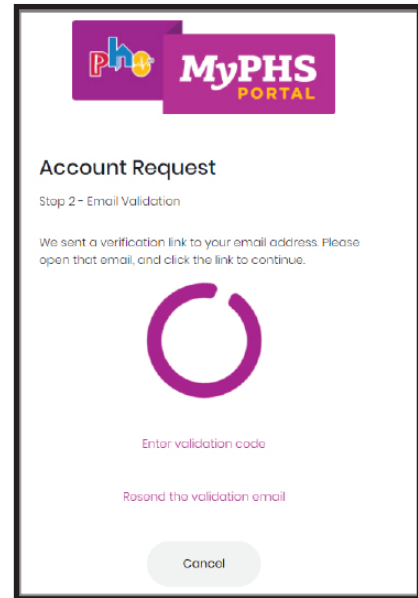 phs
MyPHS
PORTAL
Account Request
Step 2 - Email Validation
We sent a verification link to your email address. Please
open that email, and click the link to continue.
Enter validation code
Resend the validation email
Cancel